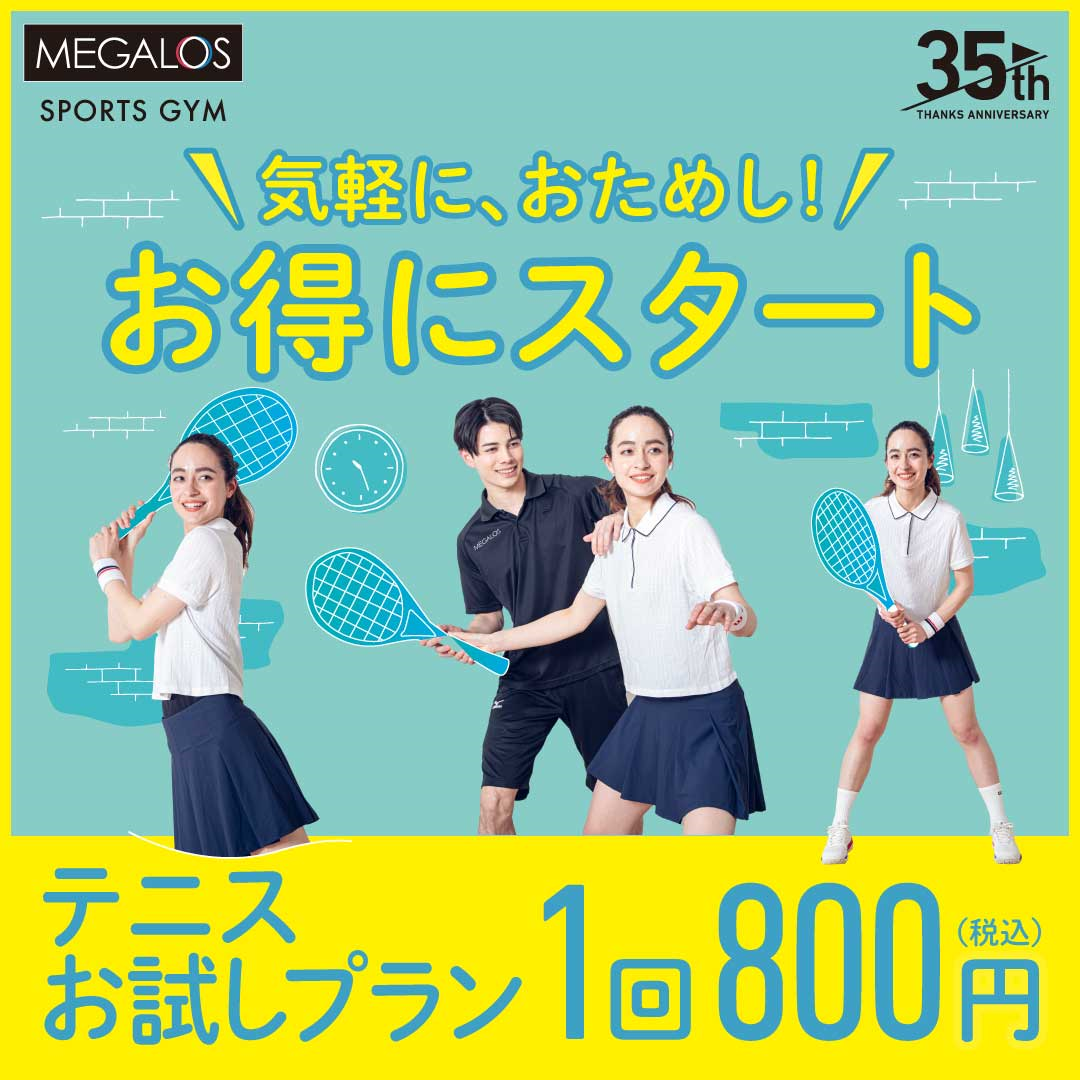 MEGALOS
SPORTS GYM
35th
THANKS ANNIVERSARY
気軽に、おためし!
お得にスタート
MEGALOS
テニス
お試しプラン 1回 800円 (税込)